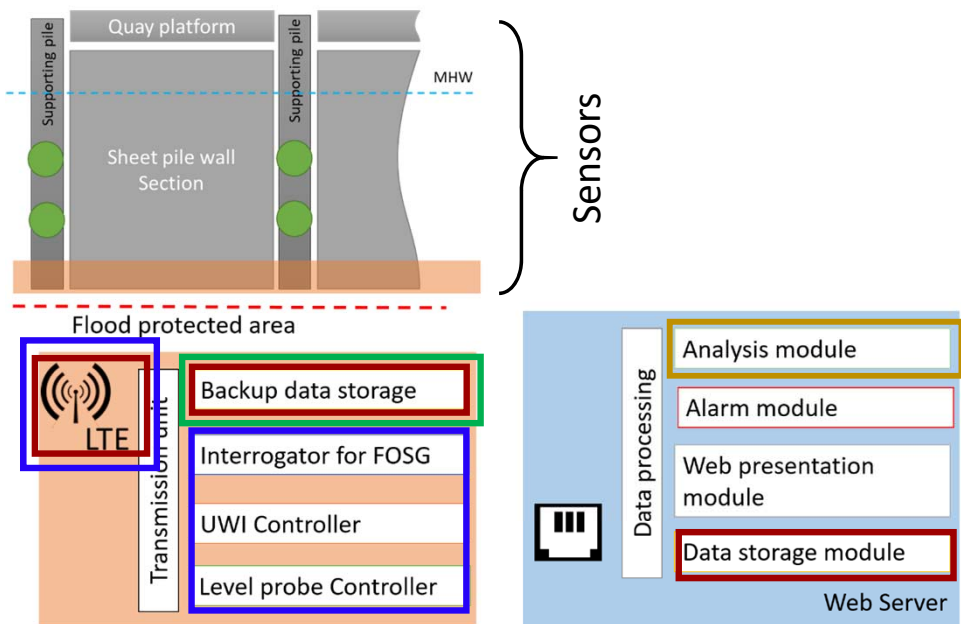 Quay platform
Supporting pile
Supporting pile
MHW
Sheet pile wall
Section
Sensors
Flood protected area
LTE
Transmission unit
Backup data storage
Interrogator for FOSG
UWI Controller
Level probe Controller
Data processing
Analysis module
Alarm module
Web presentation
module
Data storage module
Web Server